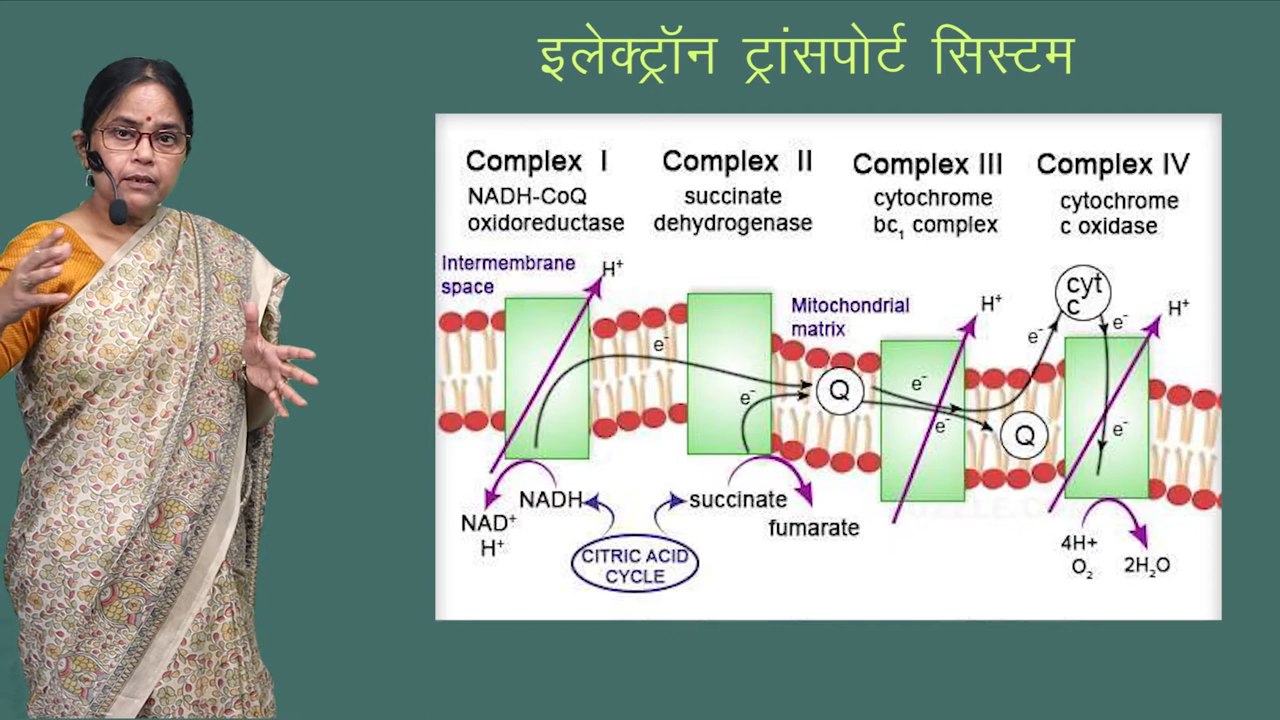 इलेक्ट्रॉन ट्रांसपोर्ट सिस्टम
Complex I
NADH-CoQ
oxidoreductase
Complex II
succinate
dehydrogenase
Complex III
cytochrome
bc₁ complex
Complex IV
cytochrome
c oxidase
Intermembrane
space
H⁺
Mitochondrial
matrix
H⁺
cyt
c
H⁺
e⁻
e⁻
e⁻
e⁻
e⁻
e⁻
e⁻
Q
Q
NADH
NAD⁺
H⁺
succinate
fumarate
CITRIC ACID
CYCLE
4H+
O₂
2H₂O